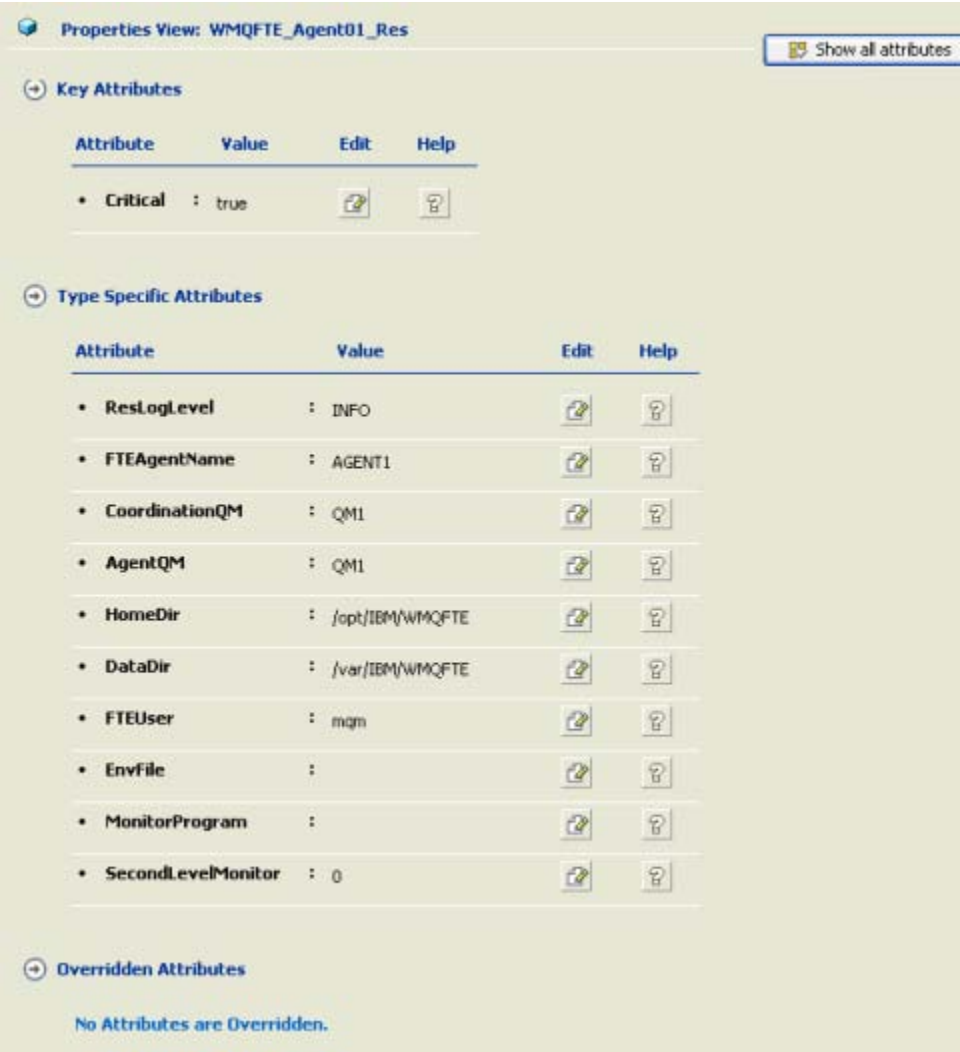 Properties View: WMQFTE_Agent01_Res
Show all attributes
Key Attributes
Attribute Value Edit Help
• Critical : true
Type Specific Attributes
Attribute Value Edit Help
• ResLogLevel : INFO
• FTEAgentName : AGENT1
• CoordinationQM : QM1
• AgentQM : QM1
• HomeDir : /opt/IBM/WMQFTE
• DataDir : /var/IBM/WMQFTE
• FTEUser : mqm
• EnvFile :
• MonitorProgram :
• SecondLevelMonitor : 0
Overridden Attributes
No Attributes are Overridden.